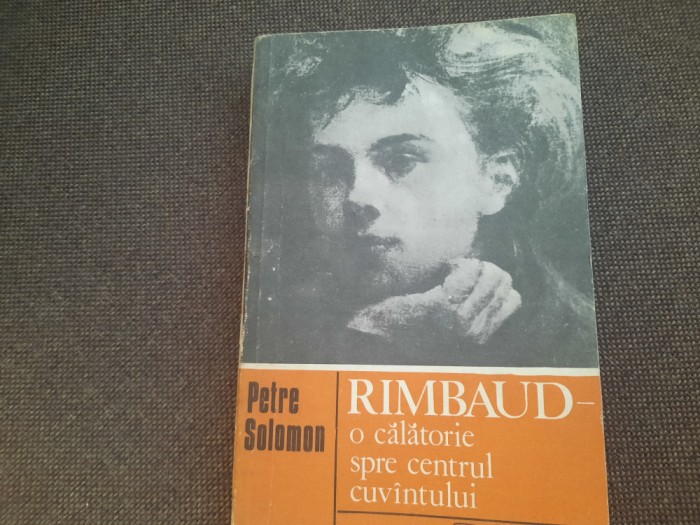 Petre
Solomon
RIMBAUD –
o călătorie
spre centrul
cuvîntului